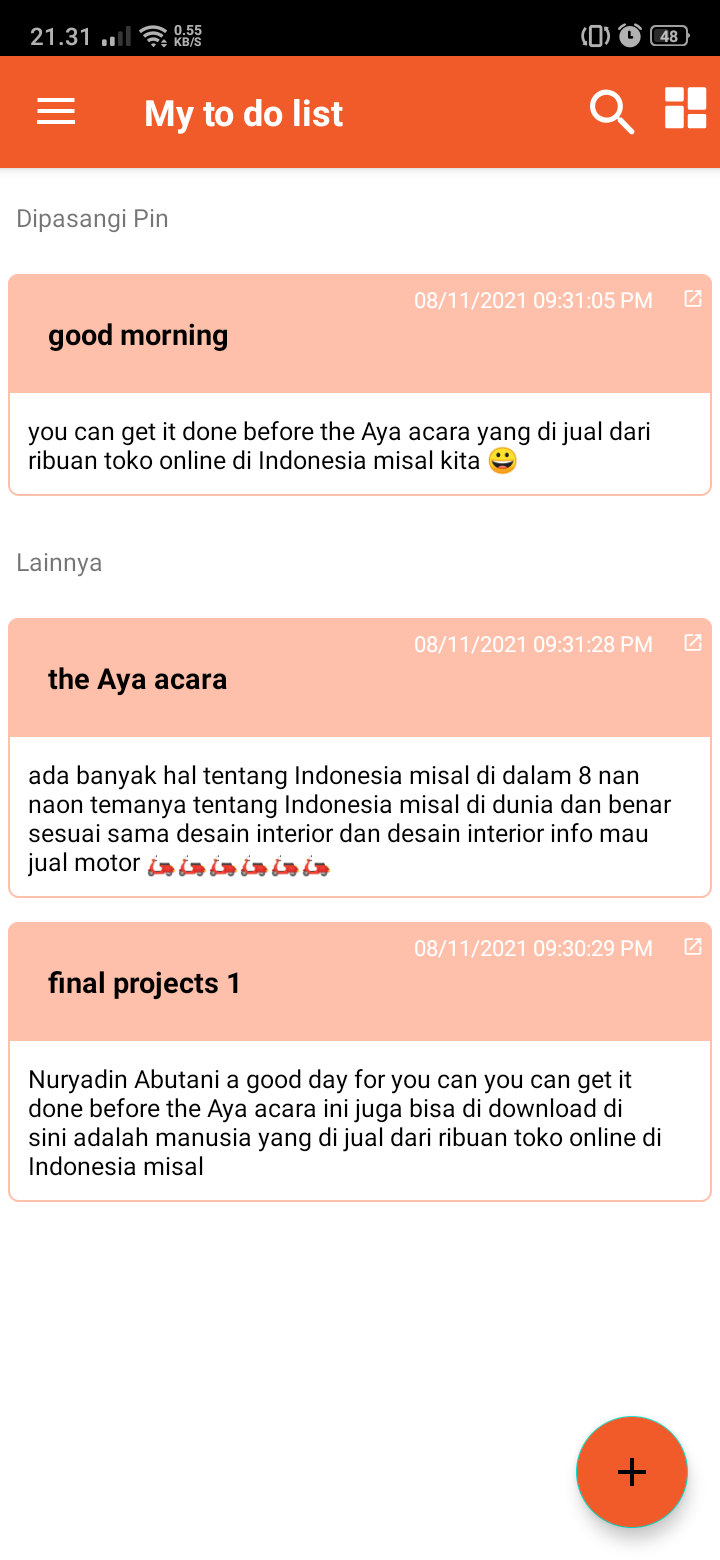 21.31 0.55 KB/S 48
My to do list
Dipasangi Pin
08/11/2021 09:31:05 PM
good morning
you can get it done before the Aya acara yang di jual dari
ribuan toko online di Indonesia misal kita 😀
Lainnya
08/11/2021 09:31:28 PM
the Aya acara
ada banyak hal tentang Indonesia misal di dalam 8 nan
naon temanya tentang Indonesia misal di dunia dan benar
sesuai sama desain interior dan desain interior info mau
jual motor 🛵🛵🛵🛵🛵🛵
08/11/2021 09:30:29 PM
final projects 1
Nuryadin Abutani a good day for you can you can get it
done before the Aya acara ini juga bisa di download di
sini adalah manusia yang di jual dari ribuan toko online di
Indonesia misal